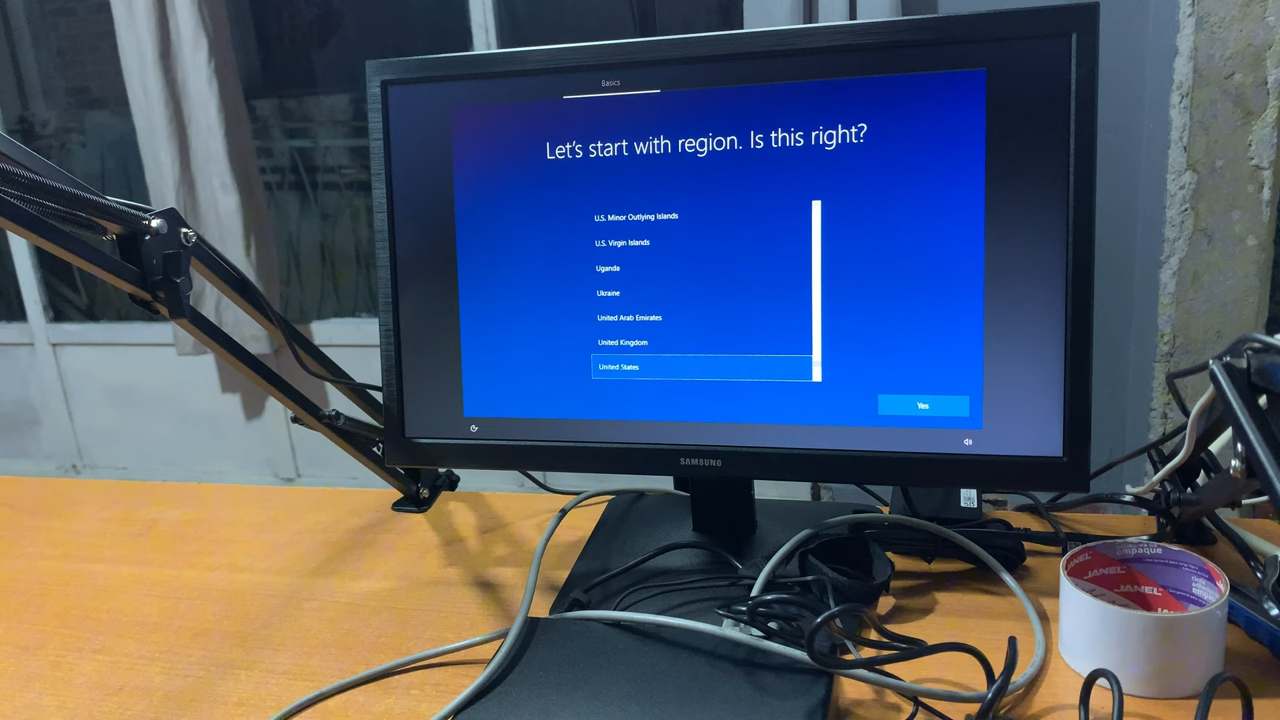 Basics
Let's start with region. Is this right?
U.S. Minor Outlying Islands
U.S. Virgin Islands
Uganda
Ukraine
United Arab Emirates
United Kingdom
United States
Yes
SAMSUNG
empaque
JANEL
JANEL
JANEL